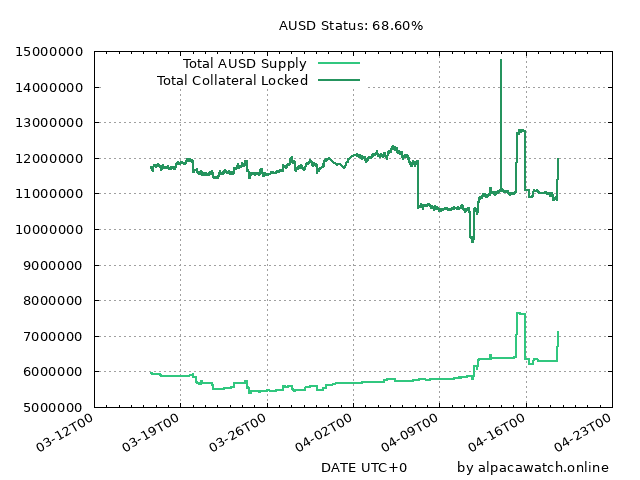 AUSD Status: 68.60%
15000000
14000000
13000000
12000000
11000000
10000000
9000000
8000000
7000000
6000000
5000000
Total AUSD Supply
Total Collateral Locked
03-12T00
03-19T00
03-26T00
04-02T00
04-09T00
04-16T00
04-23T00
DATE UTC+0
by alpacawatch.online